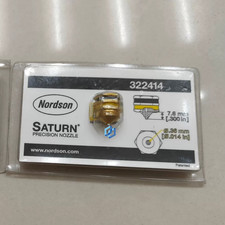 322414
Nordson
7.6 mm
[.300 in]
SATURN®
PRECISION NOZZLE
0.36 mm
[0.014 in]
www.nordson.com
Patented